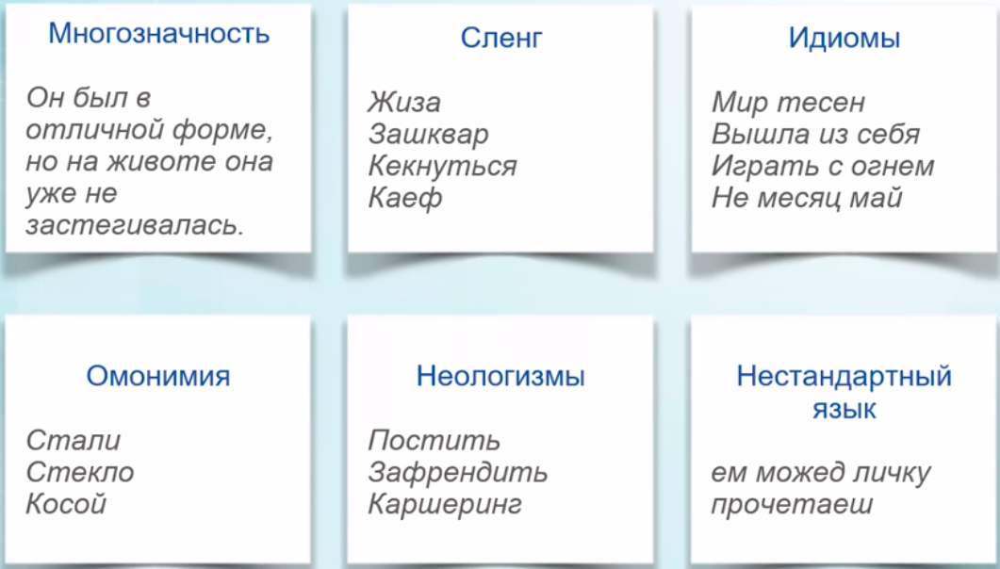 Многозначность
Он был в
отличной форме,
но на животе она
уже не
застегивалась.
Сленг
Жиза
Зашквар
Кекнуться
Каеф
Идиомы
Мир тесен
Вышла из себя
Играть с огнем
Не месяц май
Омонимия
Стали
Стекло
Косой
Неологизмы
Постить
Зафрендить
Каршеринг
Нестандартный
язык
ем можед личку
прочетаеш